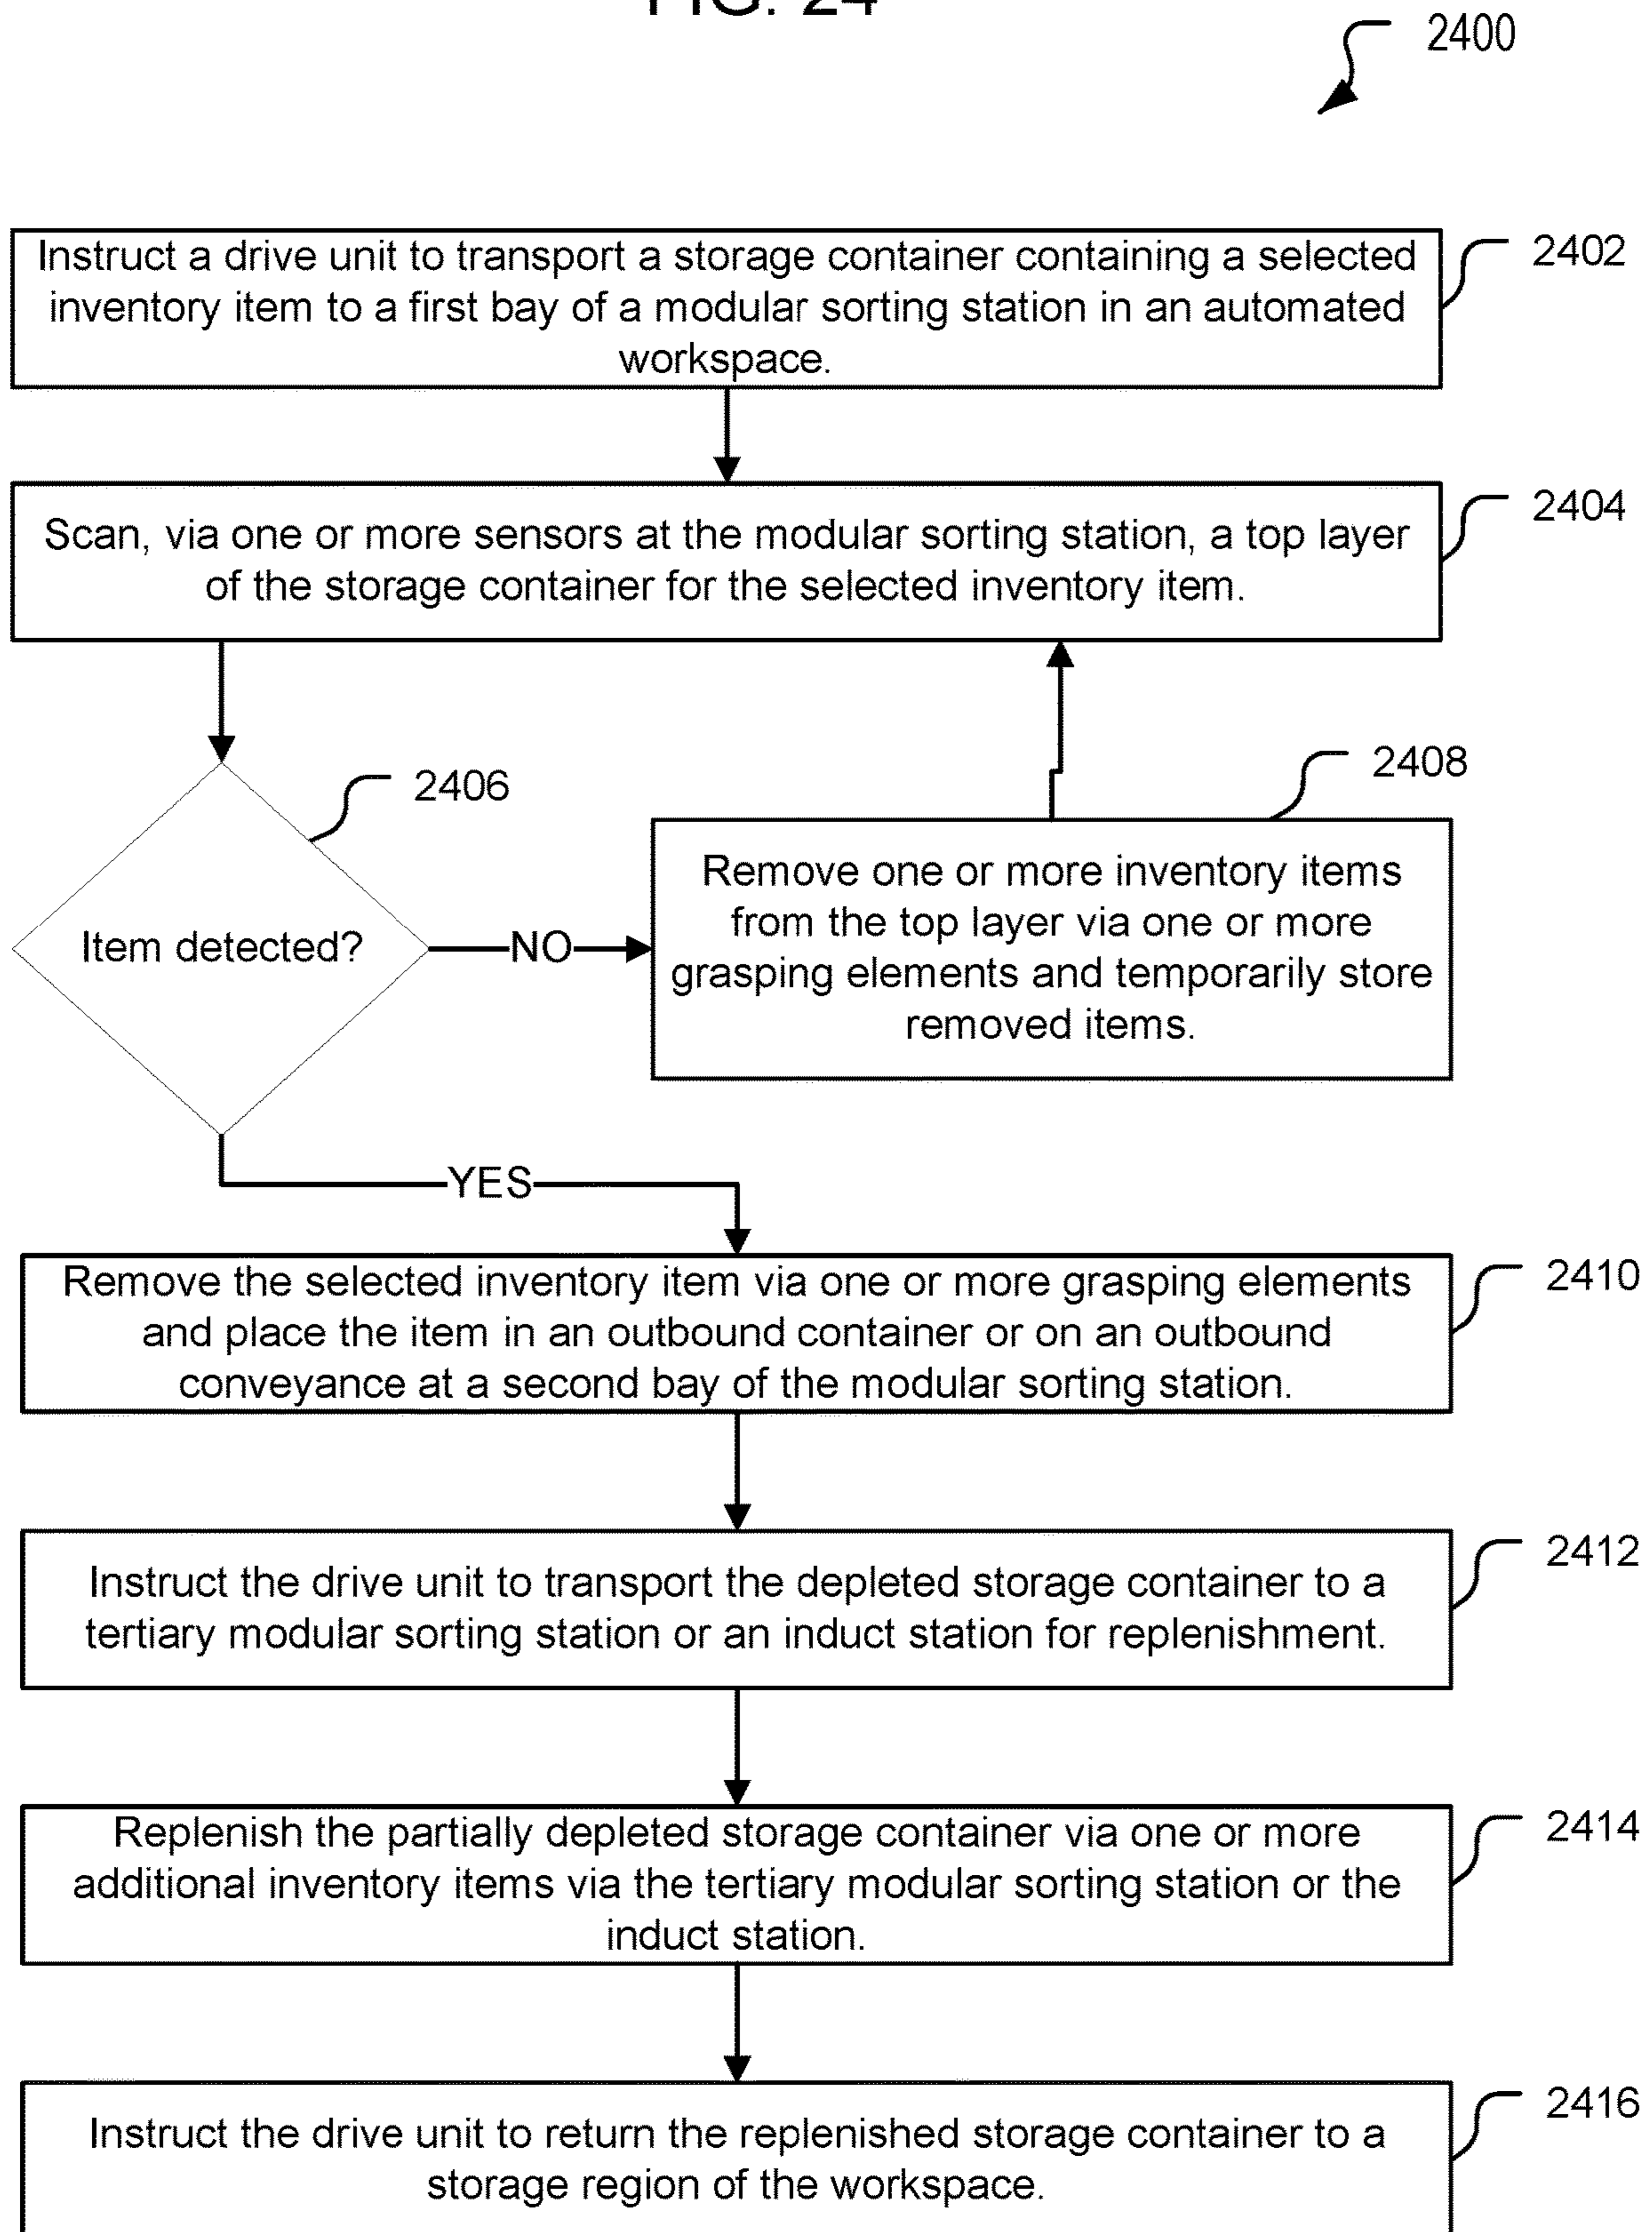 FIG. 24
2400
Instruct a drive unit to transport a storage container containing a selected
inventory item to a first bay of a modular sorting station in an automated
workspace.
2402
Scan, via one or more sensors at the modular sorting station, a top layer
of the storage container for the selected inventory item.
2404
Item detected?
2406
NO
2408
Remove one or more inventory items
from the top layer via one or more
grasping elements and temporarily store
removed items.
YES
Remove the selected inventory item via one or more grasping elements
and place the item in an outbound container or on an outbound
conveyance at a second bay of the modular sorting station.
2410
Instruct the drive unit to transport the depleted storage container to a
tertiary modular sorting station or an induct station for replenishment.
2412
Replenish the partially depleted storage container via one or more
additional inventory items via the tertiary modular sorting station or the
induct station.
2414
Instruct the drive unit to return the replenished storage container to a
storage region of the workspace.
2416